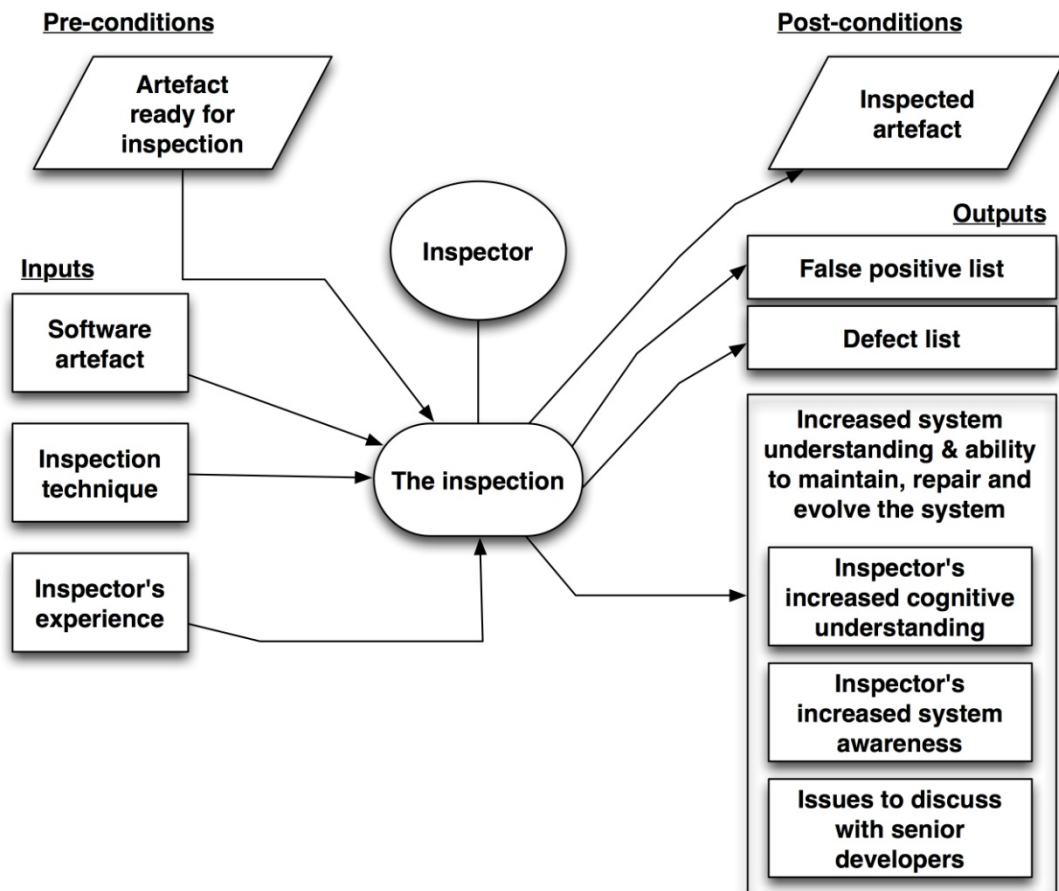 Pre-conditions
Artefact
ready for
inspection
Post-conditions
Inspected
artefact
Inspector
Inputs
Software
artefact
Inspection
technique
Inspector's
experience
The inspection
Outputs
False positive list
Defect list
Increased system
understanding & ability
to maintain, repair and
evolve the system
Inspector's
increased cognitive
understanding
Inspector's
increased system
awareness
Issues to discuss
with senior
developers